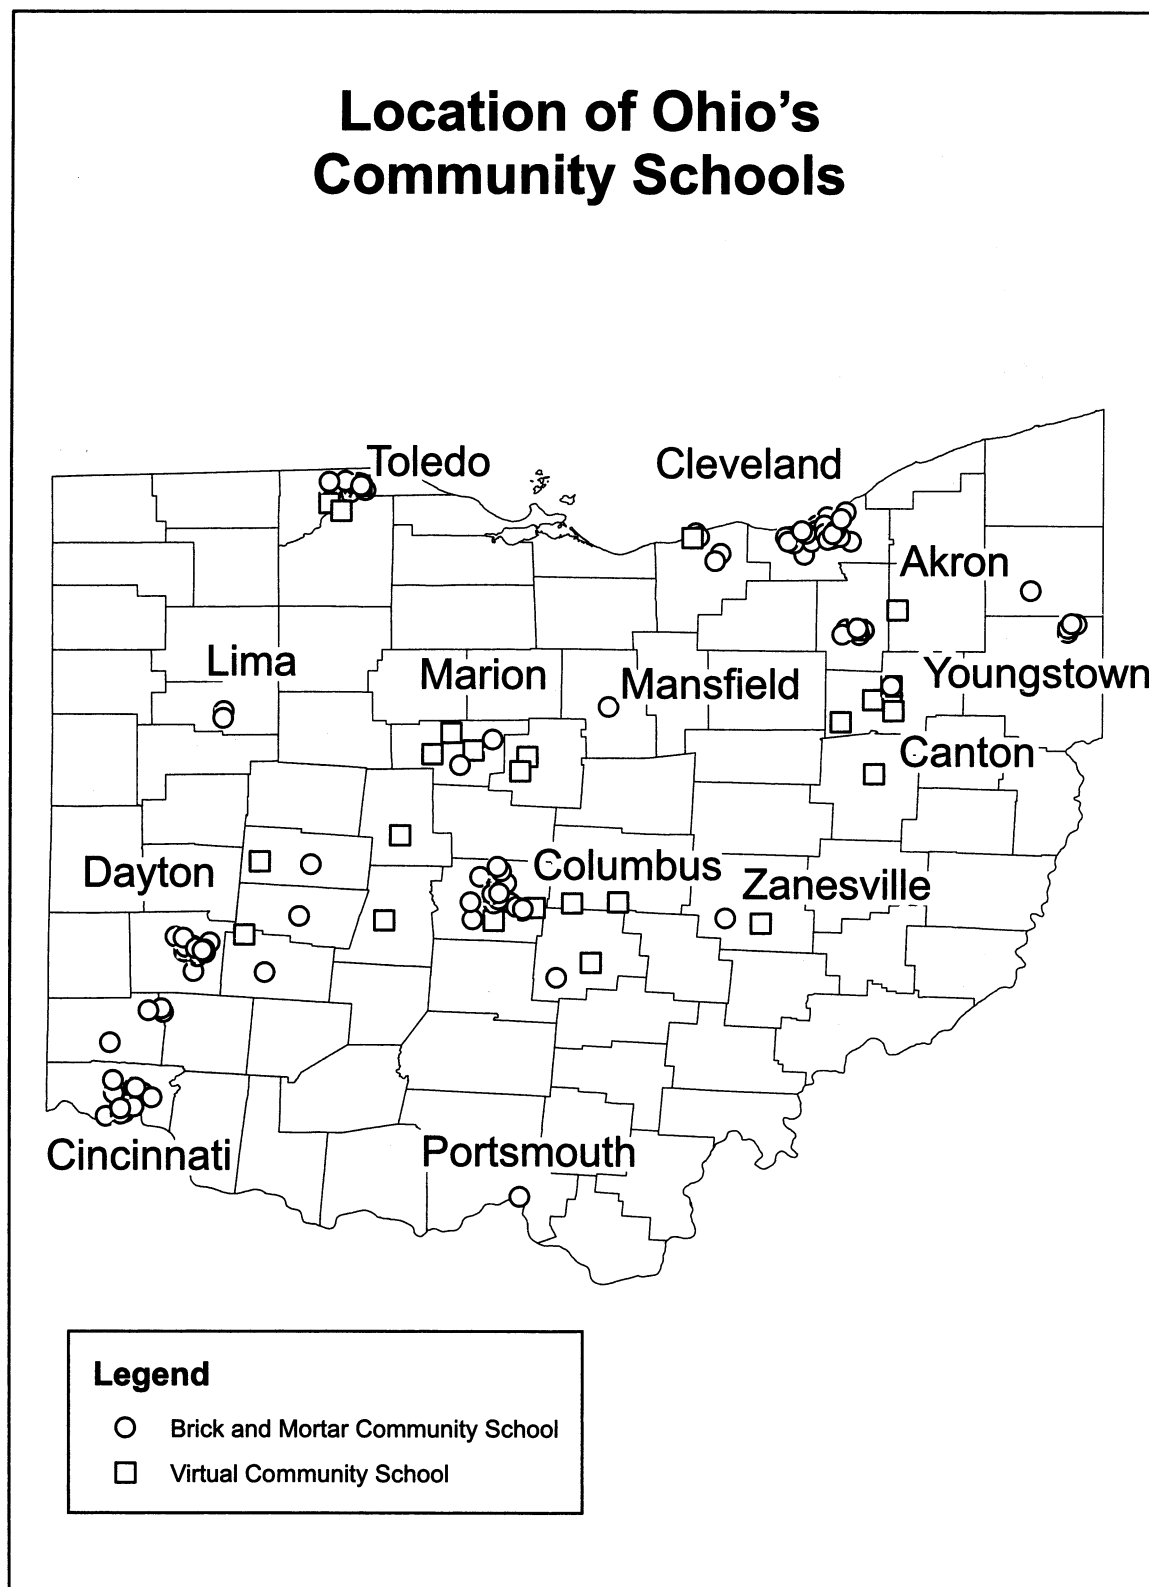 Location of Ohio's
Community Schools
Toledo
Cleveland
Akron
Lima
Marion
Mansfield
Youngstown
Canton
Dayton
Columbus
Zanesville
Cincinnati
Portsmouth
Legend
Brick and Mortar Community School
Virtual Community School